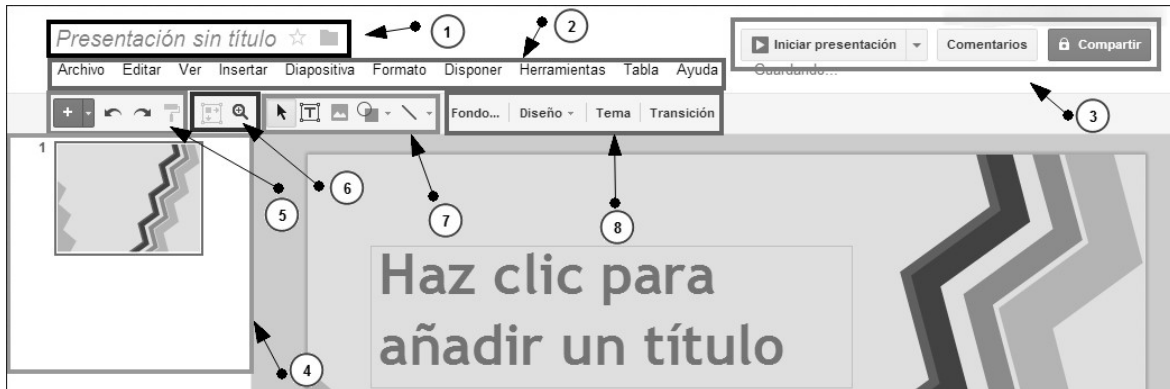 Presentación sin título
1
2
Iniciar presentación Comentarios Compartir
Archivo Editar Ver Insertar Diapositiva Formato Disponer Herramientas Tabla Ayuda
Guardando...
3
Fondo... Diseño Tema Transición
1
5
6
7
8
Haz clic para
añadir un título
4